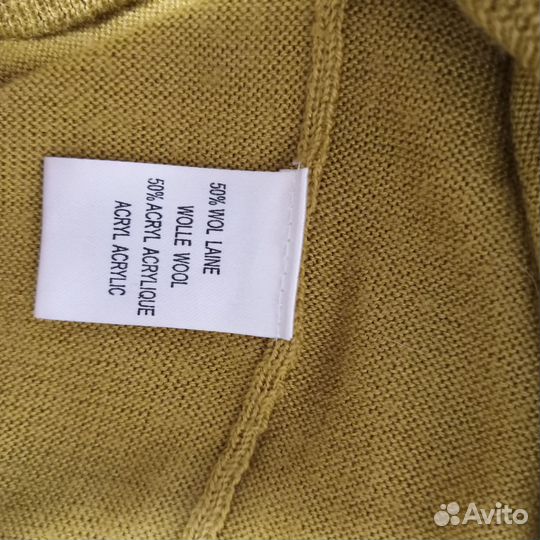 50% WOL LAINE
WOLLE WOOL
50% ACRYL ACRYLIQUE
ACRYL ACRYLIC
Avito